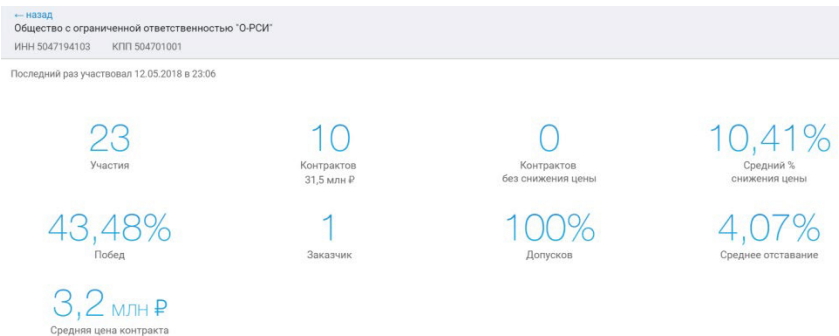 ← назад
Общество с ограниченной ответственностью "О-РСИ"
ИНН 5047194103 КПП 504701001
Последний раз участвовал 12.05.2018 в 23:06
23
Участия
10
Контрактов
31,5 млн ₽
0
Контрактов
без снижения цены
10,41%
Средний %
снижения цены
43,48%
Побед
1
Заказчик
100%
Допусков
4,07%
Среднее отставание
3,2 млн ₽
Средняя цена контракта